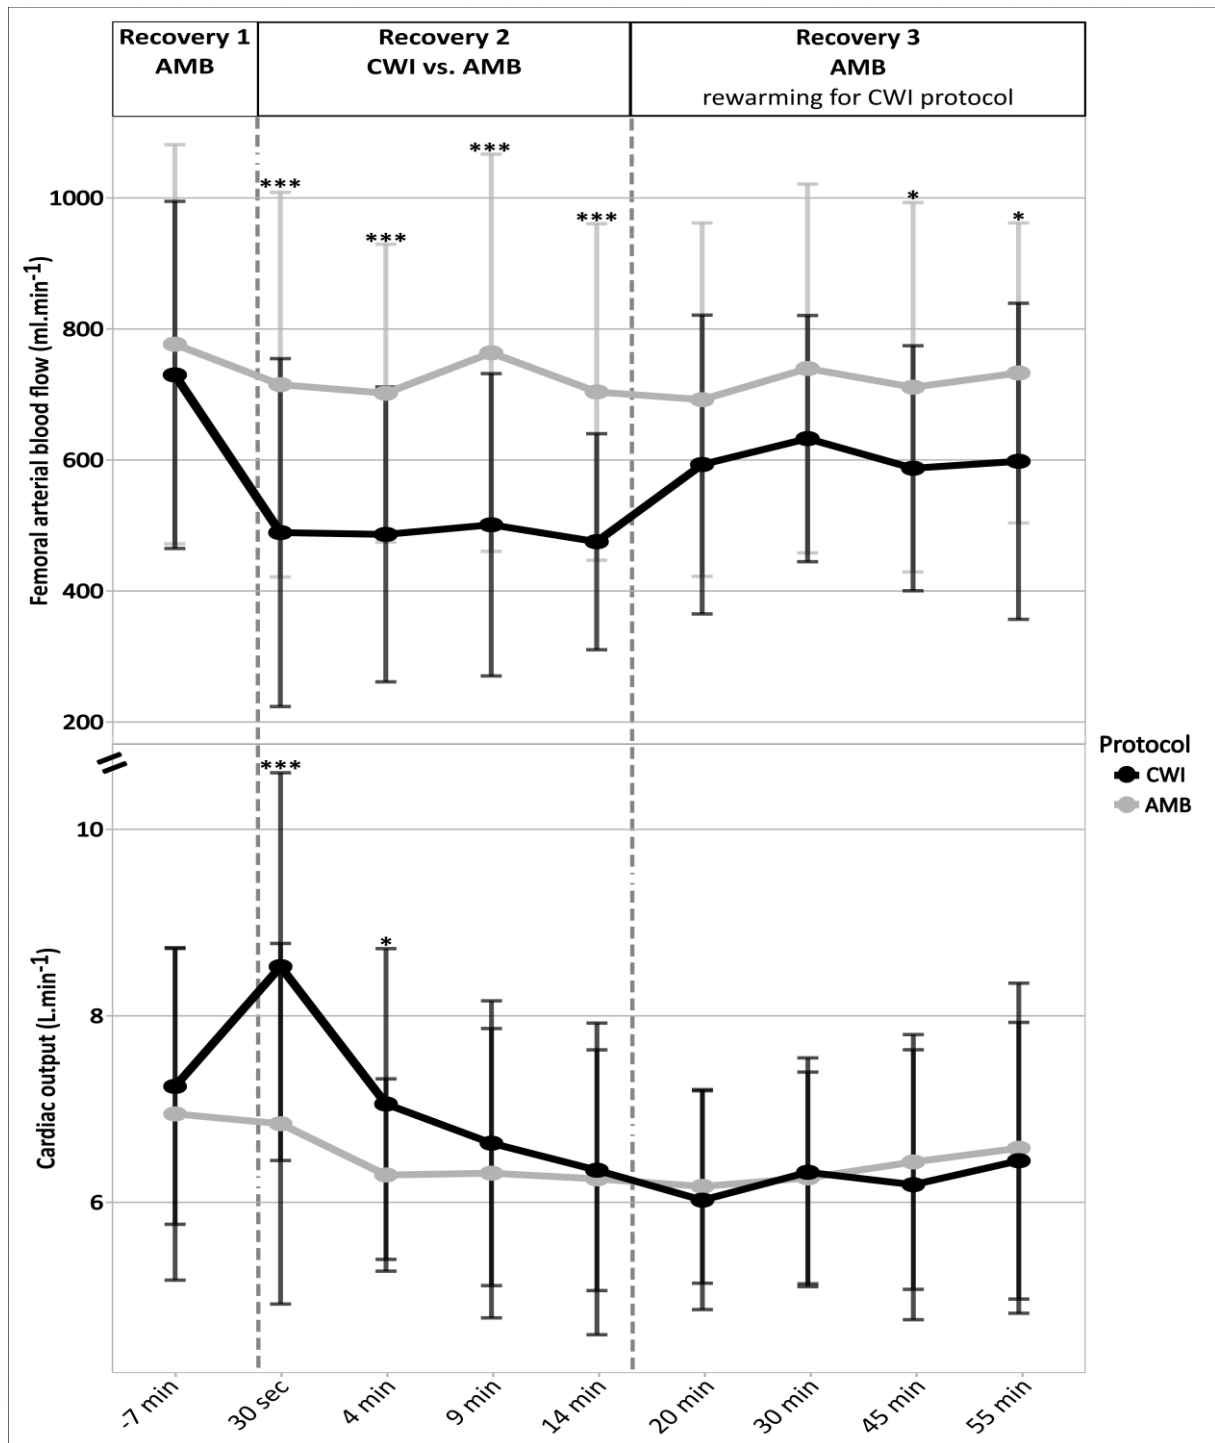 Recovery 1
AMB
Recovery 2
CWI vs. AMB
Recovery 3
AMB
rewarming for CWI protocol
Femoral arterial blood flow (ml.min⁻¹)
1000
800
600
400
200
***
***
***
***
*
*
Cardiac output (L.min⁻¹)
10
8
6
***
*
Protocol
CWI
AMB
-7 min
30 sec
4 min
9 min
14 min
20 min
30 min
45 min
55 min